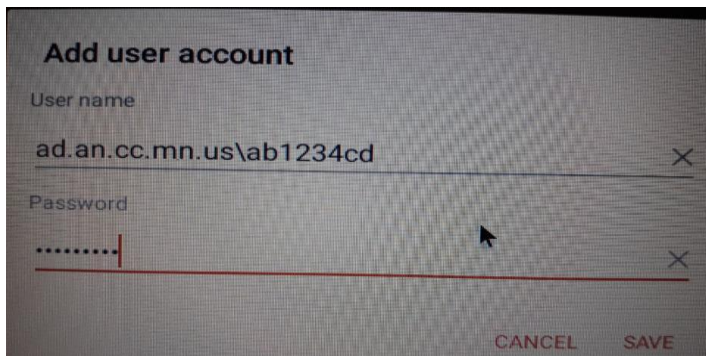 Add user account
User name
ad.an.cc.mn.us\ab1234cd
Password
•••••••••
CANCEL SAVE